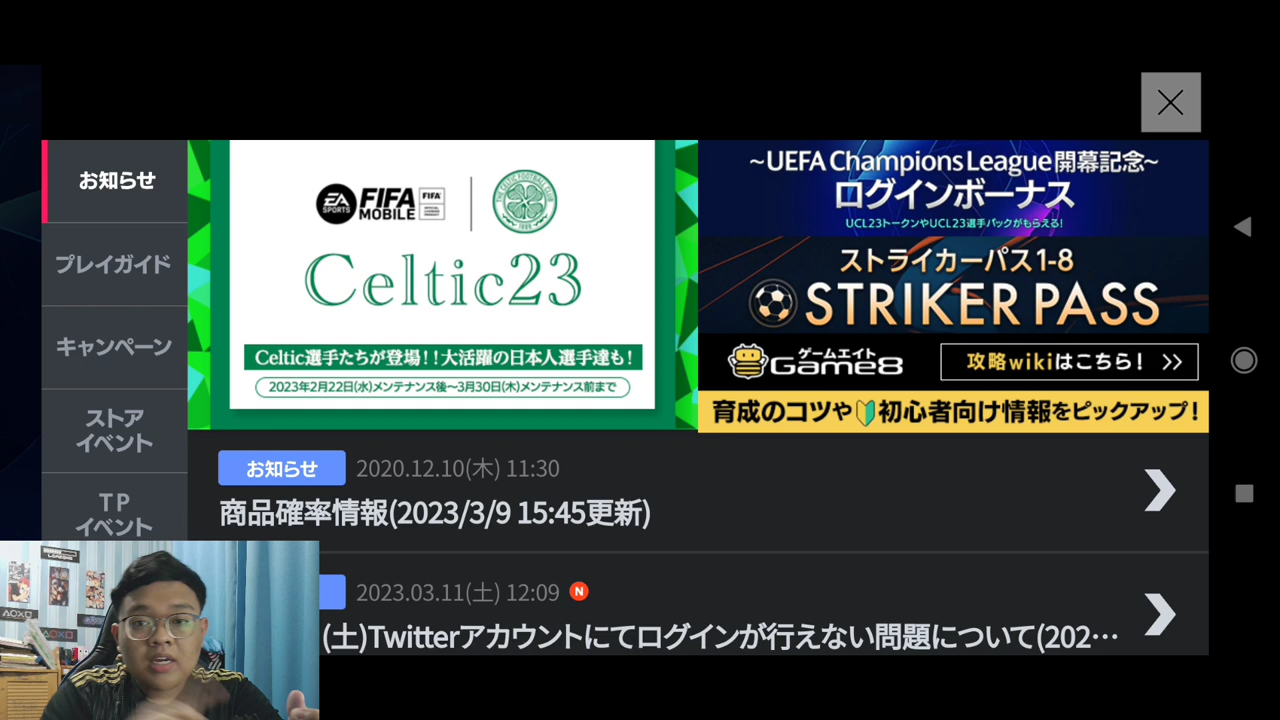 お知らせ
プレイガイド
キャンペーン
ストア
イベント
TP
イベント
EA SPORTS
FIFA
MOBILE
FIFA
THE CELTIC FOOTBALL CLUB
1888
Celtic23
Celtic選手たちが登場!!大活躍の日本人選手達も!
2023年2月22日(水)メンテナンス後～3月30日(木)メンテナンス前まで
～UEFA Champions League開幕記念～
ログインボーナス
UCL23トークンやUCL23選手パックがもらえる!
ストライカーパス1-8
STRIKER PASS
ゲームエイト
Game8
攻略wikiはこちら! >>
育成のコツや初心者向け情報をピックアップ!
お知らせ 2020.12.10(木) 11:30
商品確率情報(2023/3/9 15:45更新)
2023.03.11(土) 12:09 N
(土)Twitterアカウントにてログインが行えない問題について(202…